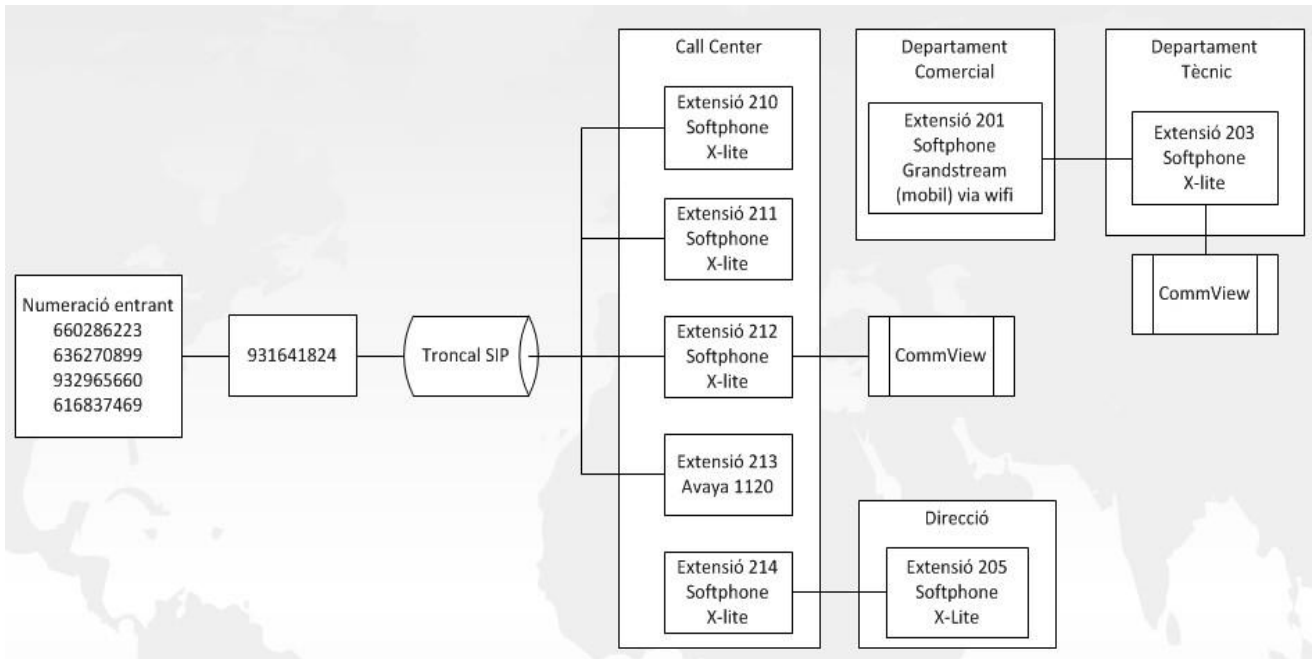 Numeració entrant
660286223
636270899
932965660
616837469
931641824
Troncal SIP
Call Center
Extensió 210
Softphone
X-lite
Extensió 211
Softphone
X-lite
Extensió 212
Softphone
X-lite
Extensió 213
Avaya 1120
Extensió 214
Softphone
X-lite
CommView
Direcció
Extensió 205
Softphone
X-Lite
Departament
Comercial
Extensió 201
Softphone
Grandstream
(mobil) via wifi
Departament
Tècnic
Extensió 203
Softphone
X-lite
CommView